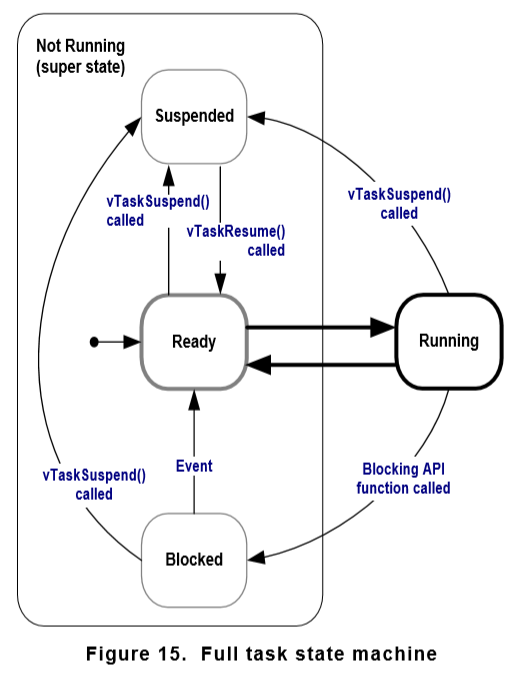 Not Running
(super state)
Suspended
vTaskSuspend()
called
vTaskResume()
called
vTaskSuspend()
called
Ready
Running
vTaskSuspend()
called
Event
Blocking API
function called
Blocked
Figure 15.  Full task state machine